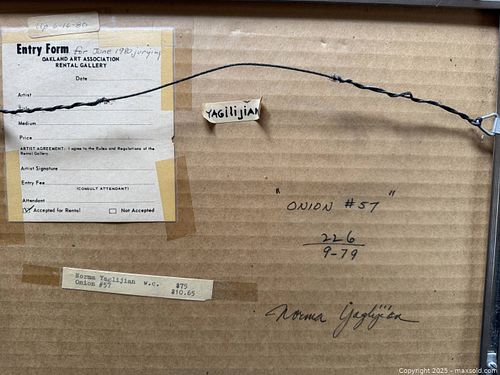 Entry Form for June 1980 jurying
OAKLAND ART ASSOCIATION
RENTAL GALLERY
Date
Artist
Title
Medium
Price
ARTIST AGREEMENT: I agree to the Rules and Regulations of the
Rental Gallery.
Artist Signature
Entry Fee
(CONSULT ATTENDANT)
Attendant
Accepted for Rental Not Accepted
YAGilijiAN
"ONION #57"
226
9-79
Norma Yaglijian w.c. $75
Onion #57 $10.65
Norma Yaglijian
Copyright 2025 - maxsold.com